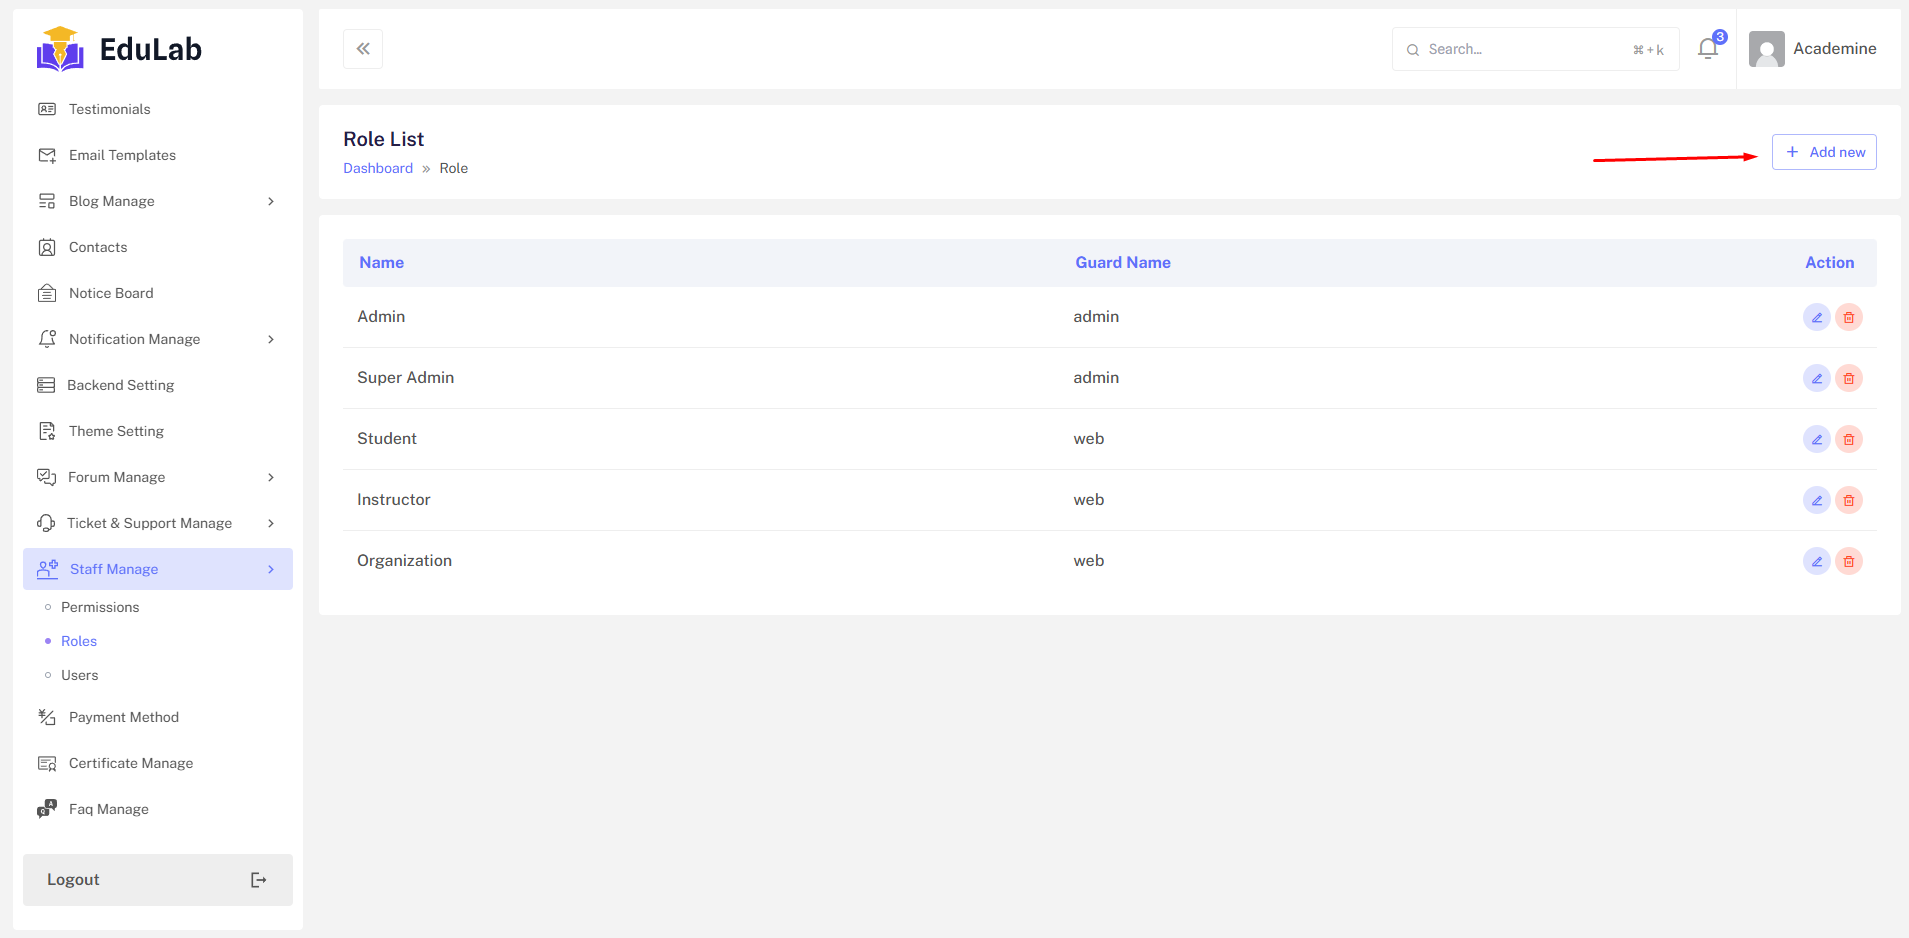 EduLab
Testimonials
Email Templates
Blog Manage
Contacts
Notice Board
Notification Manage
Backend Setting
Theme Setting
Forum Manage
Ticket & Support Manage
Staff Manage
Permissions
Roles
Users
Payment Method
Certificate Manage
Faq Manage
Logout
Search... ⌘+k
3
Academine
Role List
Dashboard » Role
+ Add new
Name Guard Name Action
Admin admin
Super Admin admin
Student web
Instructor web
Organization web